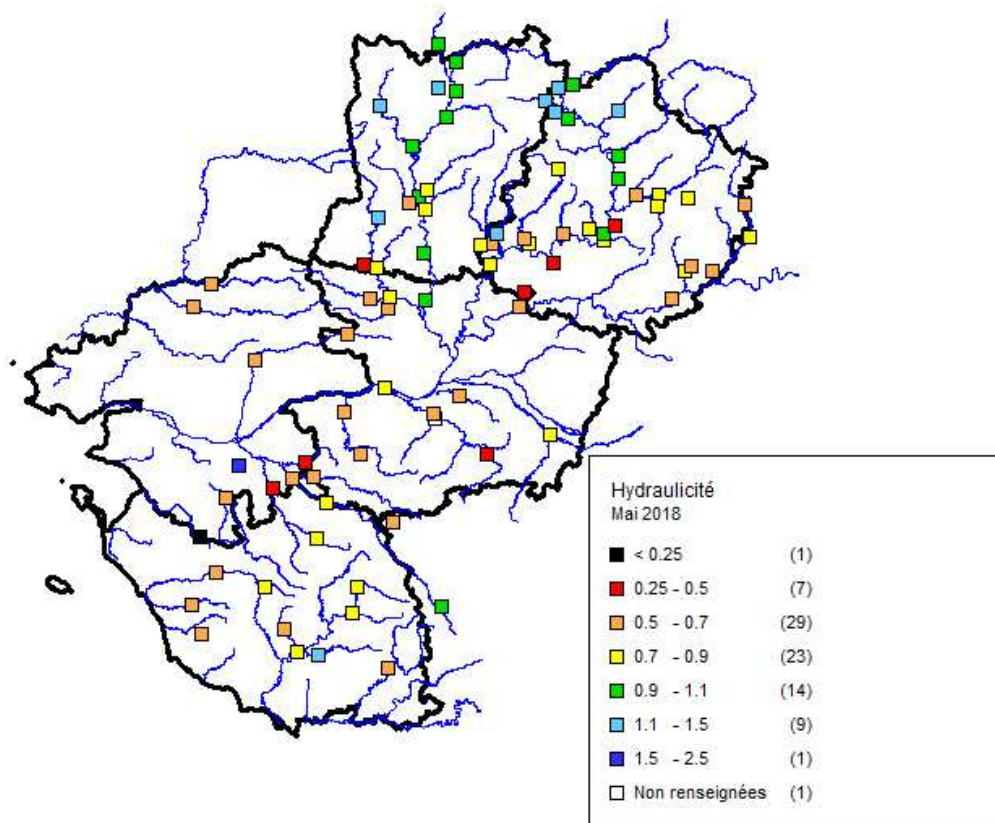 Hydraulicité
Mai 2018
< 0.25 (1)
0.25 - 0.5 (7)
0.5 - 0.7 (29)
0.7 - 0.9 (23)
0.9 - 1.1 (14)
1.1 - 1.5 (9)
1.5 - 2.5 (1)
Non renseignées (1)